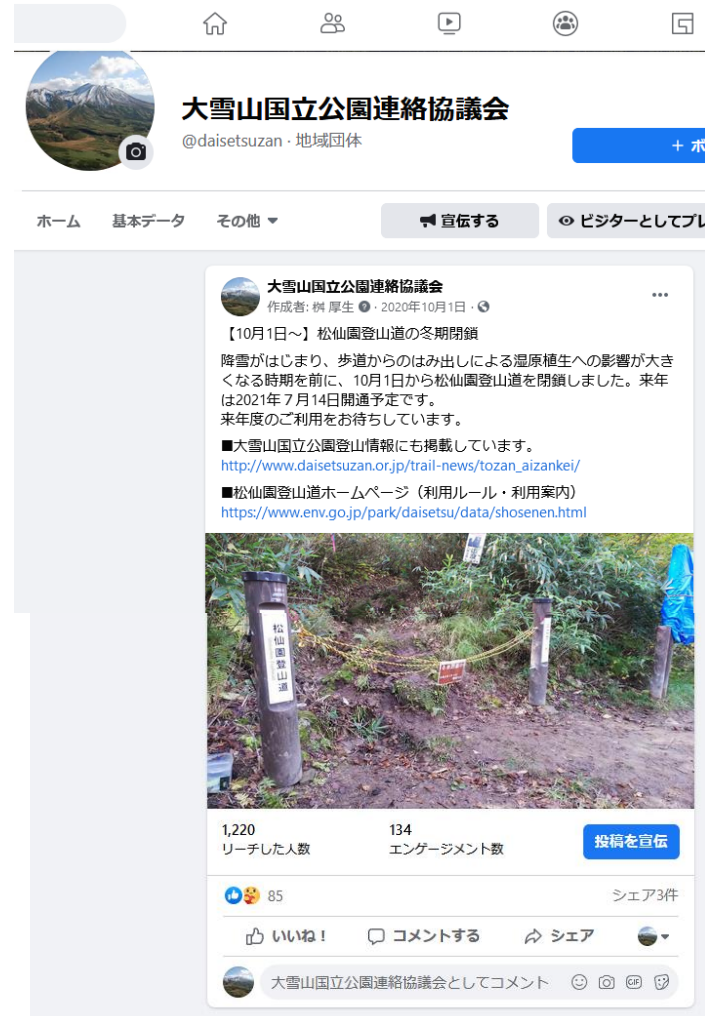 大雪山国立公園連絡協議会
@daisetsuzan · 地域団体
+ ボ
ホーム 基本データ その他 宣伝する ビジターとしてプレ
大雪山国立公園連絡協議会
作成者: 桝 厚生 · 2020年10月1日 ·
【10月1日~】松仙園登山道の冬期閉鎖
降雪がはじまり、歩道からのはみ出しによる湿原植生への影響が大き
くなる時期を前に、10月1日から松仙園登山道を閉鎖しました。来年
は2021年7月14日開通予定です。
来年度のご利用をお待ちしています。
■大雪山国立公園登山情報にも掲載しています。
http://www.daisetsuzan.or.jp/trail-news/tozan_aizankei/
■松仙園登山道ホームページ（利用ルール・利用案内）
https://www.env.go.jp/park/daisetsu/data/shosenen.html
松仙園登山道
1,220 134
リーチした人数 エンゲージメント数 投稿を宣伝
85 シェア3件
いいね！ コメントする シェア
大雪山国立公園連絡協議会としてコメント GIF